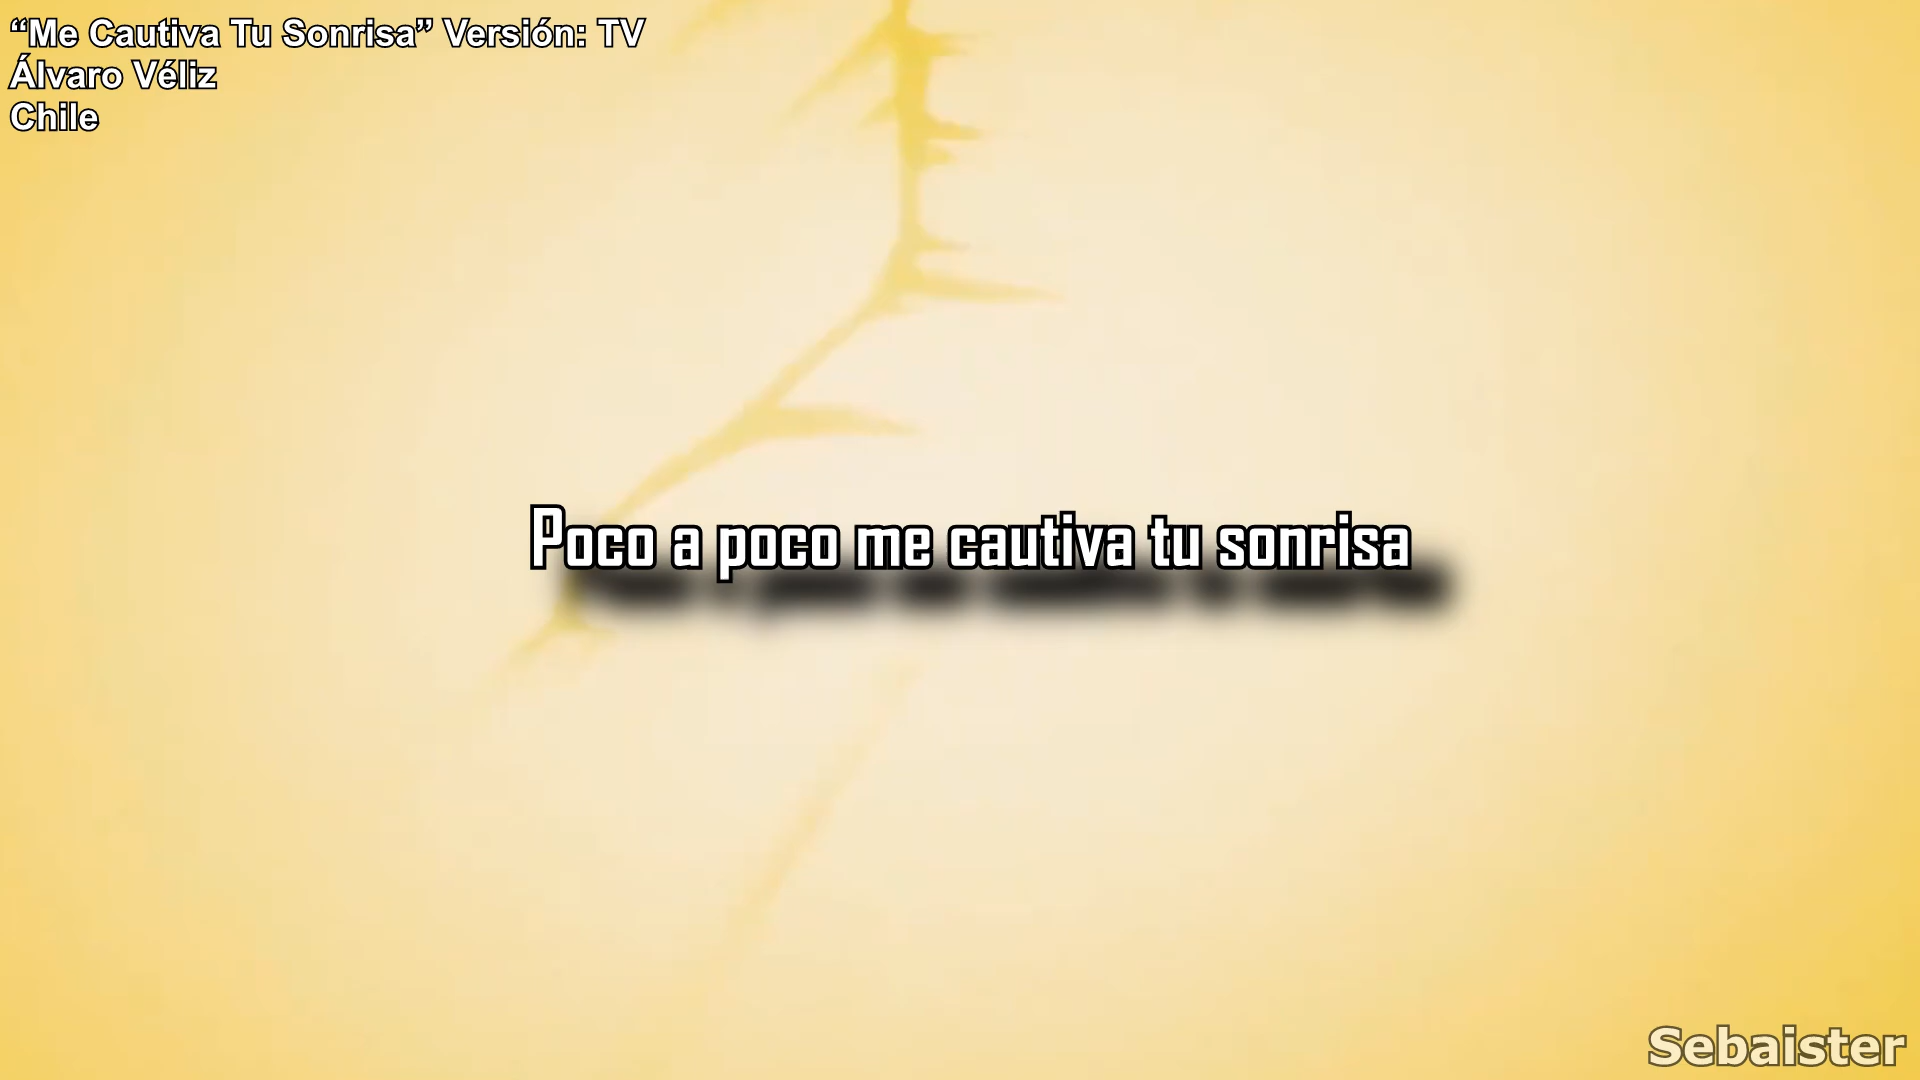 “Me Cautiva Tu Sonrisa” Versión: TV
Álvaro Véliz
Chile
Poco a poco me cautiva tu sonrisa
Sebaister